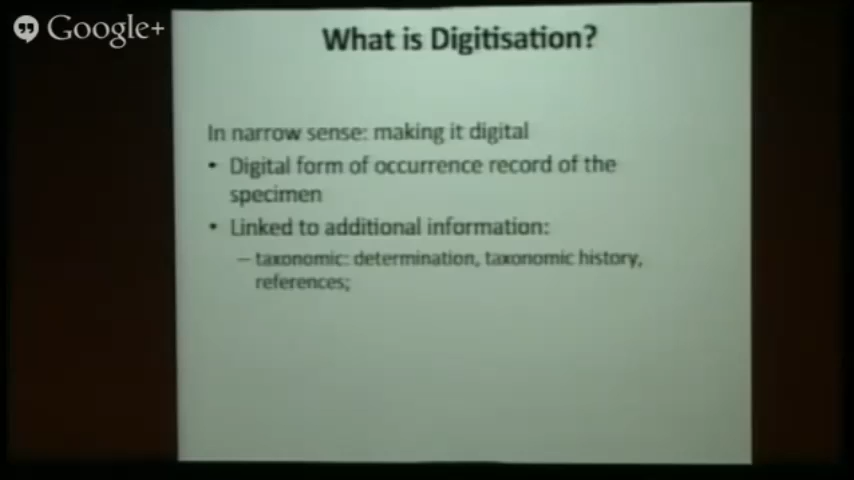 Google+
What is Digitisation?
In narrow sense: making it digital
• Digital form of occurrence record of the
specimen
• Linked to additional information:
– taxonomic: determination, taxonomic history,
references;